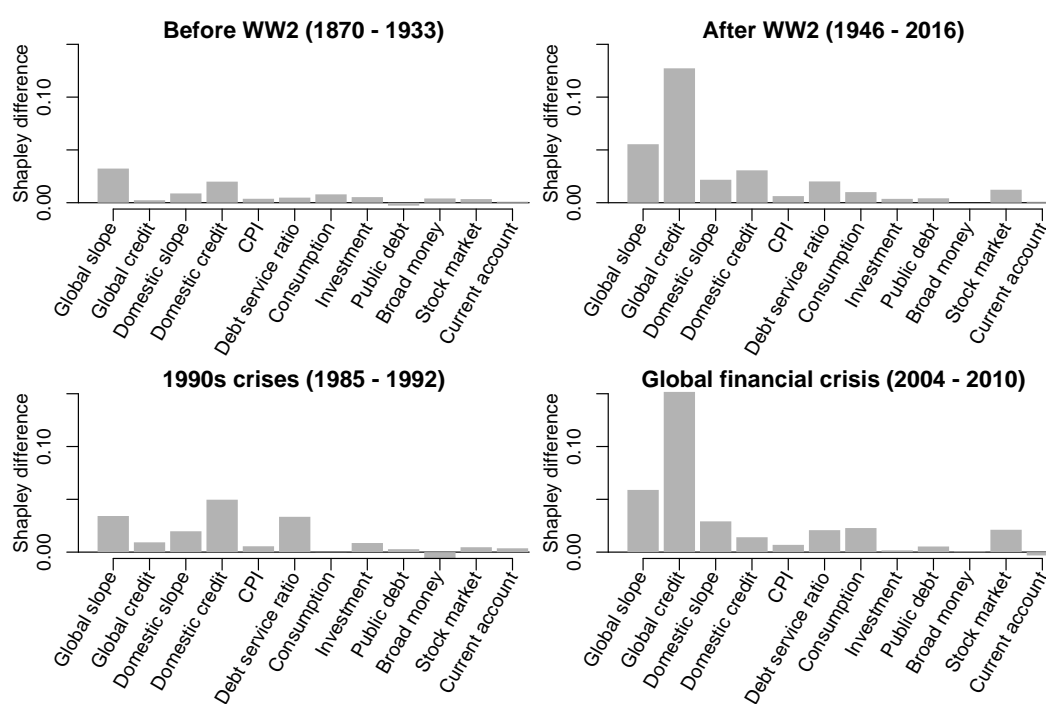 Before WW2 (1870 - 1933)
Shapley difference
0.00
0.10
Global slope
Global credit
Domestic slope
Domestic credit
CPI
Debt service ratio
Consumption
Investment
Public debt
Broad money
Stock market
Current account
After WW2 (1946 - 2016)
Shapley difference
0.00
0.10
Global slope
Global credit
Domestic slope
Domestic credit
CPI
Debt service ratio
Consumption
Investment
Public debt
Broad money
Stock market
Current account
1990s crises (1985 - 1992)
Shapley difference
0.00
0.10
Global slope
Global credit
Domestic slope
Domestic credit
CPI
Debt service ratio
Consumption
Investment
Public debt
Broad money
Stock market
Current account
Global financial crisis (2004 - 2010)
Shapley difference
0.00
0.10
Global slope
Global credit
Domestic slope
Domestic credit
CPI
Debt service ratio
Consumption
Investment
Public debt
Broad money
Stock market
Current account